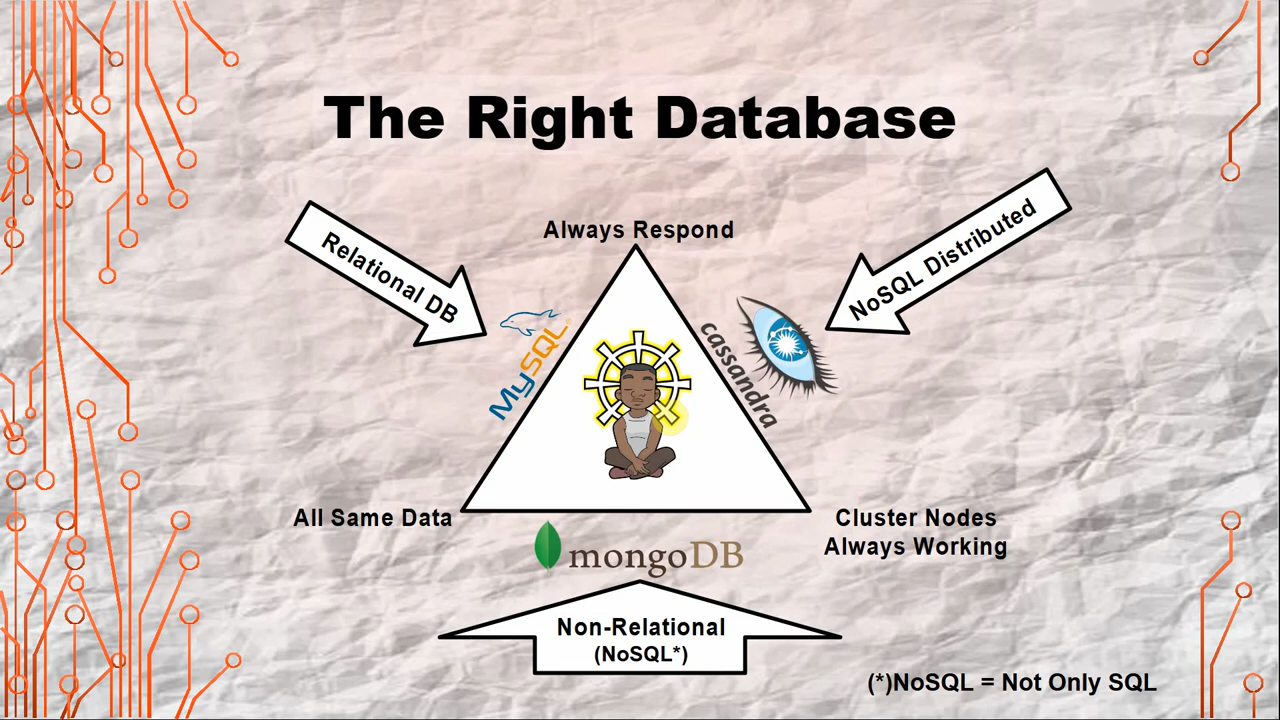 The Right Database
Always Respond
Relational DB
NoSQL Distributed
MySQL
cassandra
All Same Data
Cluster Nodes
Always Working
mongoDB
Non-Relational
(NoSQL*)
(*)NoSQL = Not Only SQL